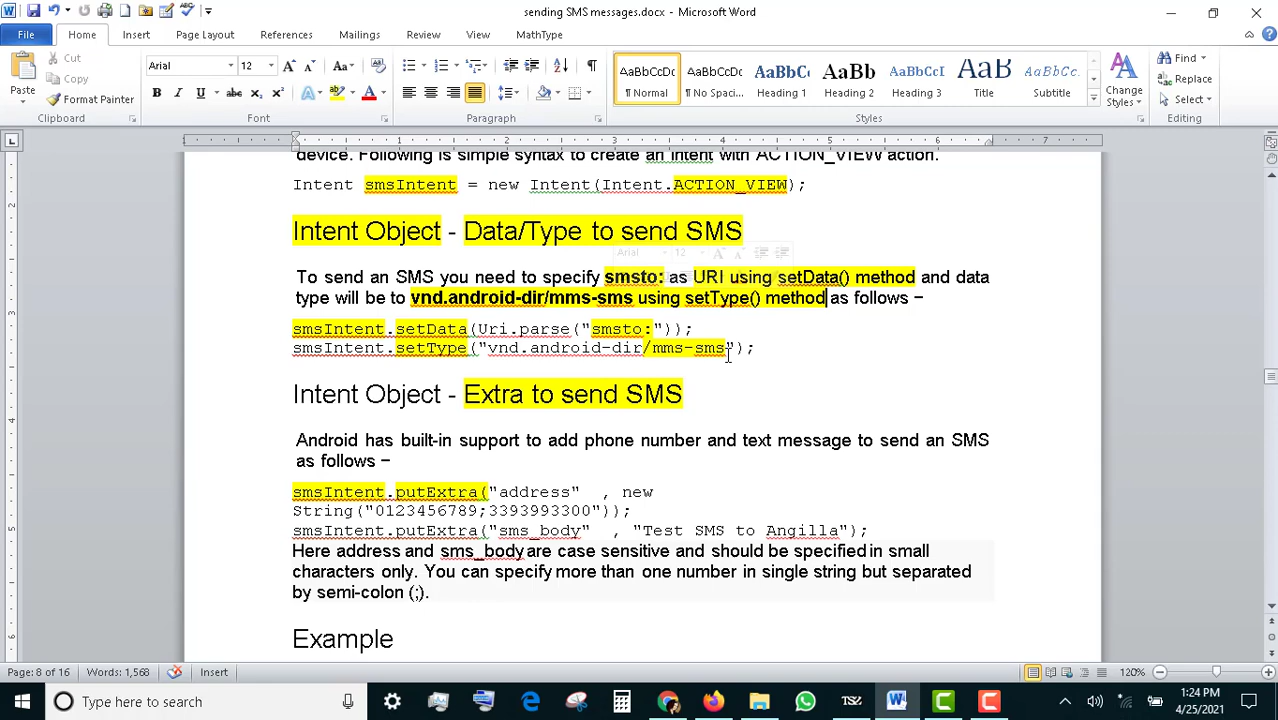 sending SMS messages.docx - Microsoft Word
File Home Insert Page Layout References Mailings Review View MathType
Paste
Cut
Copy
Format Painter
Clipboard
Arial 12
Font
Paragraph
AaBbCcDc AaBbCcDc AaBbCc AaBbCc AaBbCcI AaB AaBbCcDc
¶ Normal ¶ No Spac... Heading 1 Heading 2 Heading 3 Title Subtitle
Change Styles
Styles
Find
Replace
Select
Editing
device. Following is simple syntax to create an Intent with ACTION_VIEW action.
Intent smsIntent = new Intent(Intent.ACTION_VIEW);
Intent Object - Data/Type to send SMS
Arial 12
To send an SMS you need to specify smsto: as URI using setData() method and data
type will be to vnd.android-dir/mms-sms using setType() method as follows −
smsIntent.setData(Uri.parse("smsto:"));
smsIntent.setType("vnd.android-dir/mms-sms");
Intent Object - Extra to send SMS
Android has built-in support to add phone number and text message to send an SMS
as follows −
smsIntent.putExtra("address" , new
String("0123456789;3393993300"));
smsIntent.putExtra("sms_body" , "Test SMS to Angilla");
Here address and sms_body are case sensitive and should be specified in small
characters only. You can specify more than one number in single string but separated
by semi-colon (;).
Example
Page: 8 of 16 Words: 1,568 Insert 120%
Type here to search
1:24 PM
4/25/2021